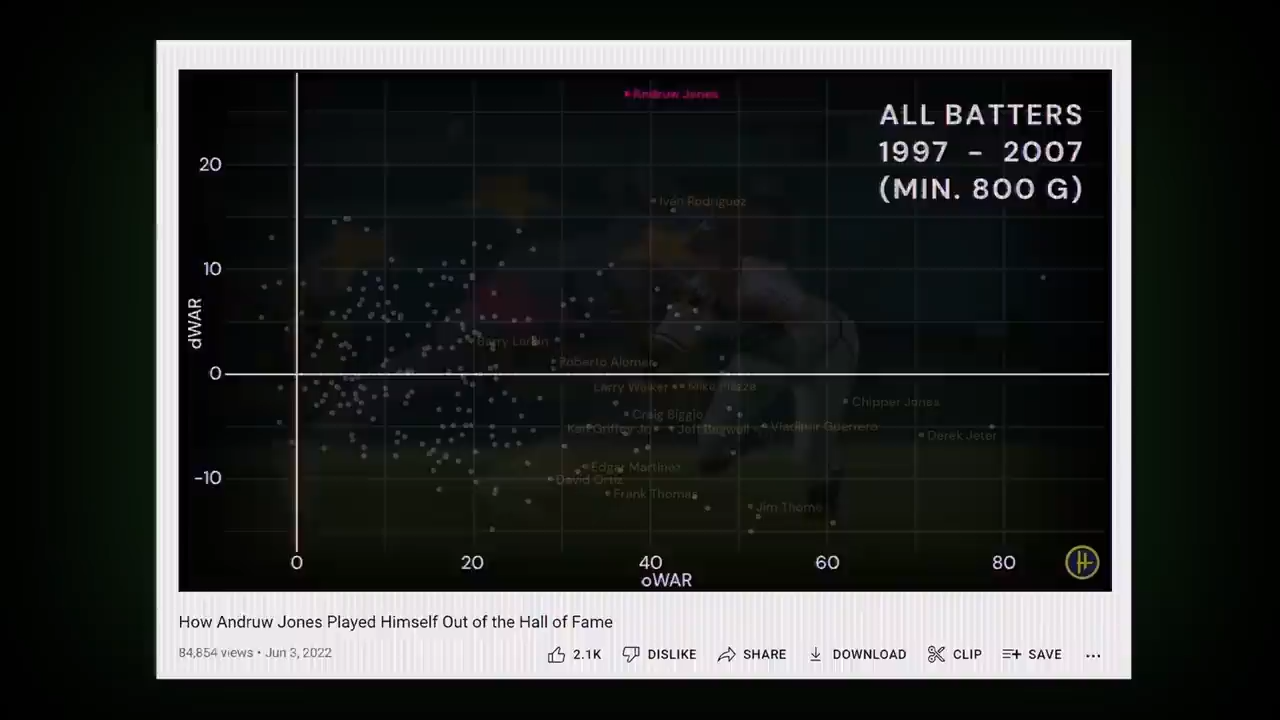 Andruw Jones
ALL BATTERS
1997 - 2007
(MIN. 800 G)
20
Ivan Rodriguez
10
dWAR
Barry Larkin
Roberto Alomar
0
Larry Walker
Mike Piazza
Chipper Jones
Craig Biggio
Ken Griffey Jr.
Jeff Bagwell
Vladimir Guerrero
Derek Jeter
Edgar Martinez
-10
David Ortiz
Frank Thomas
Jim Thome
0
20
40
60
80
oWAR
How Andruw Jones Played Himself Out of the Hall of Fame
84,854 views • Jun 3, 2022
2.1K
DISLIKE
SHARE
DOWNLOAD
CLIP
SAVE
...